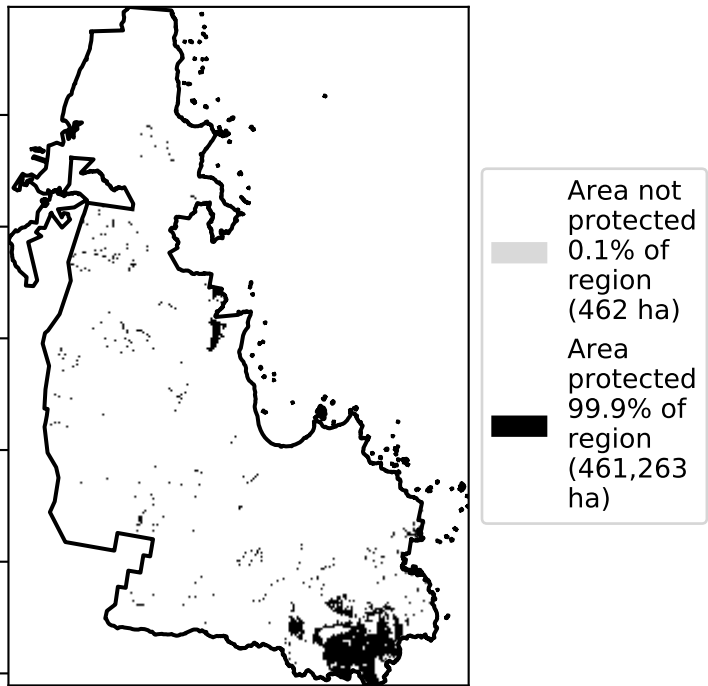 Area not
protected
0.1% of
region
(462 ha)
Area
protected
99.9% of
region
(461,263
ha)